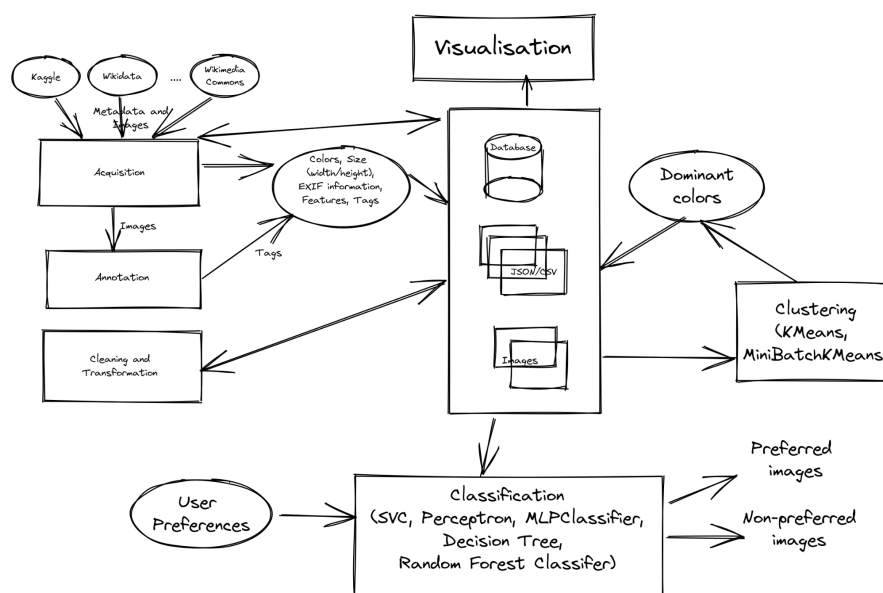 Visualisation
Kaggle
Wikidata
....
Wikimedia
Commons
Metadata and
Images
Acquisition
Colors, Size
(width/height),
EXIF information,
Features, Tags
Database
Dominant
colors
Images
Tags
Annotation
JSON/CSV
Clustering
(KMeans,
MiniBatchKMeans
Cleaning and
Transformation
Images
Preferred
images
User
Preferences
Classification
(SVC, Perceptron, MLPClassifier,
Decision Tree,
Random Forest Classifer)
Non-preferred
images